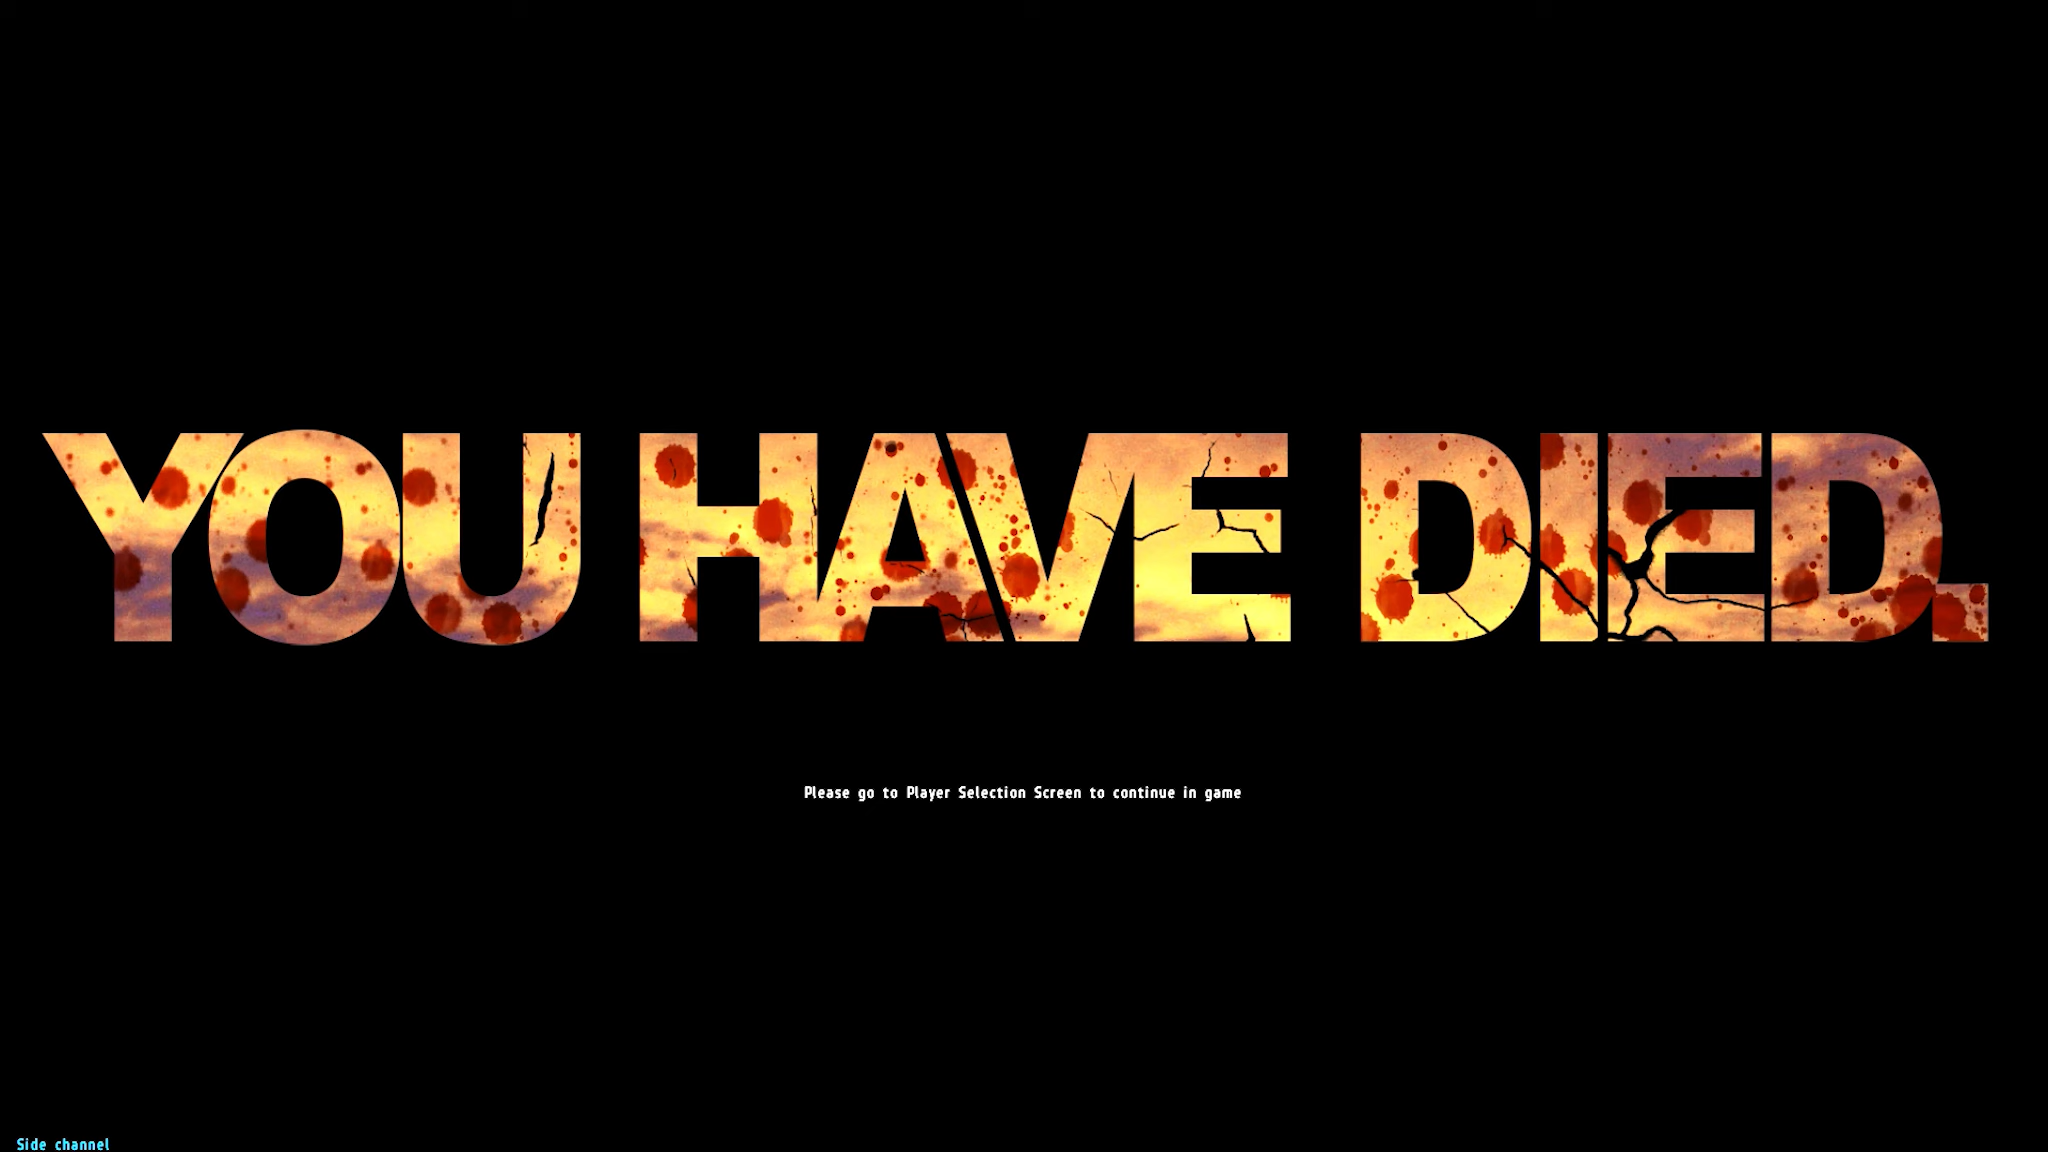 YOU HAVE DIED.
Please go to Player Selection Screen to continue in game
Side channel